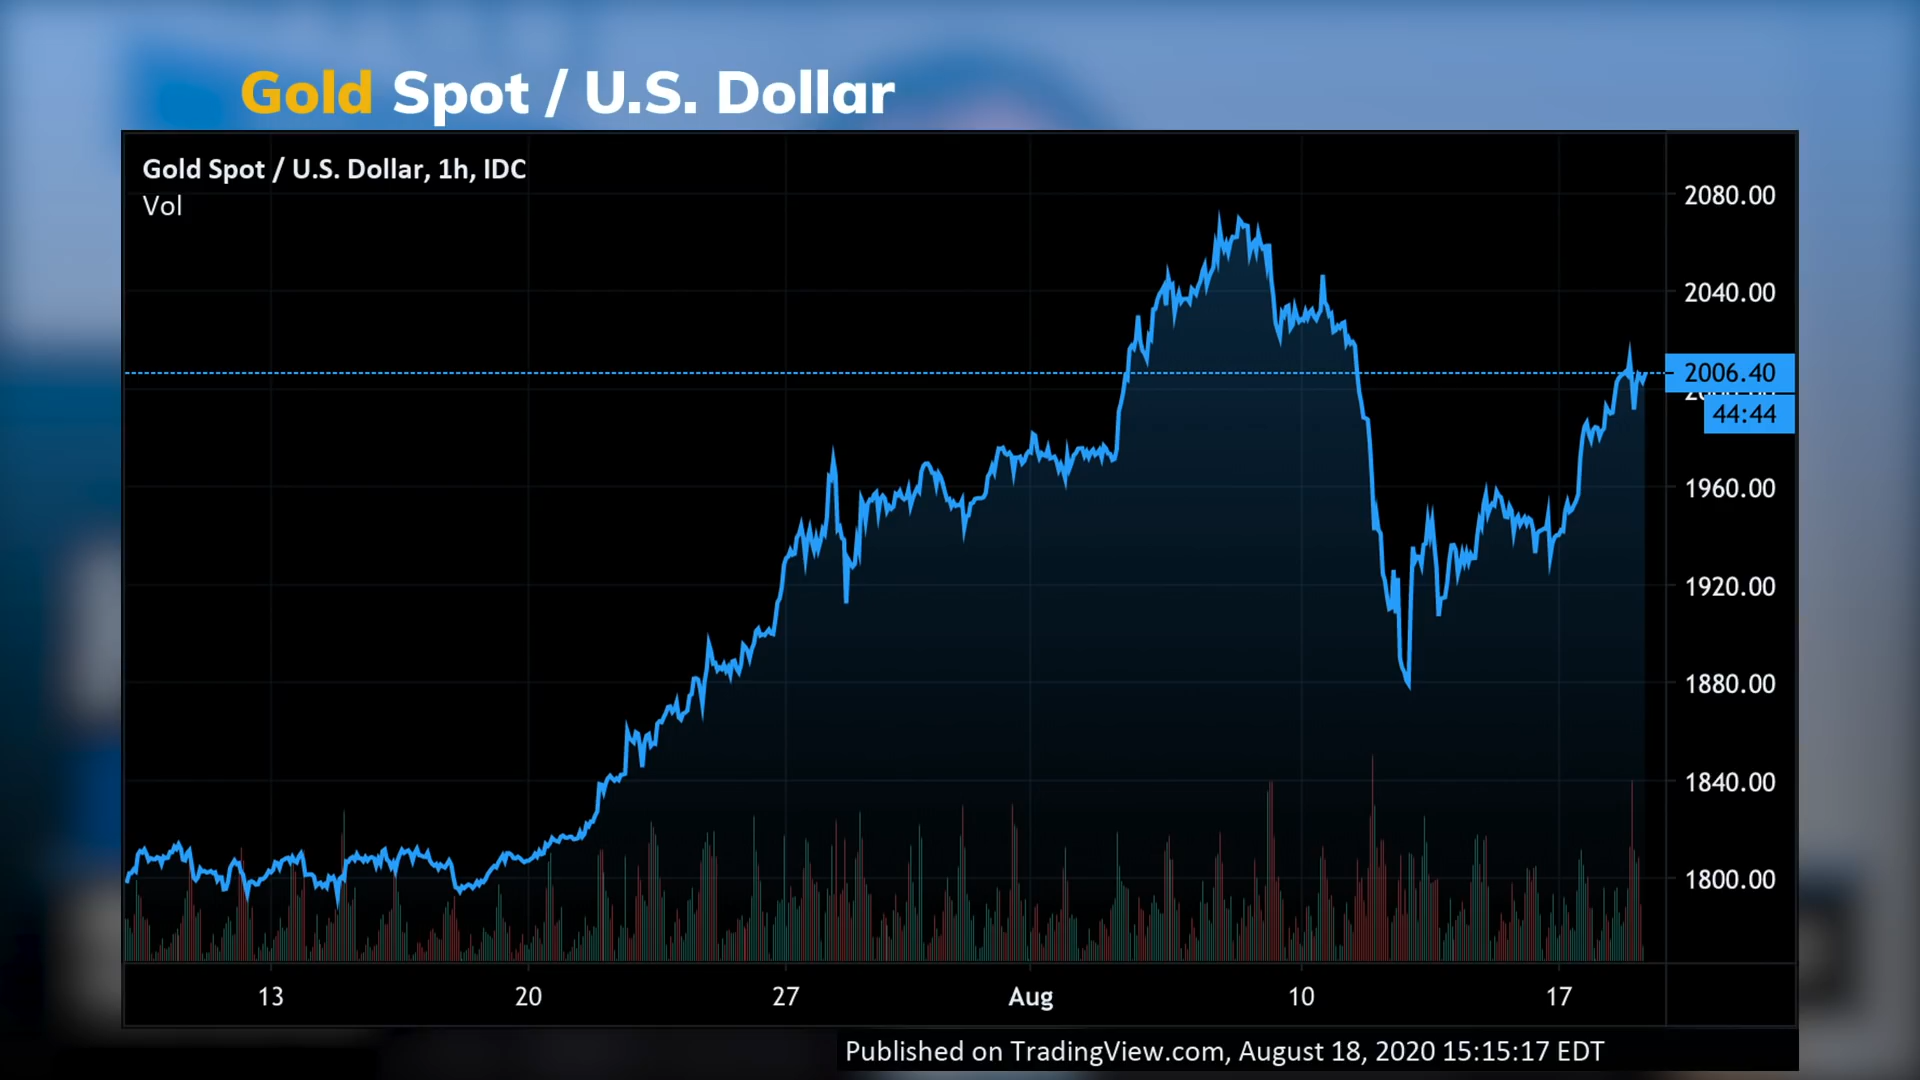 Gold Spot / U.S. Dollar
Gold Spot / U.S. Dollar, 1h, IDC
Vol
2080.00
2040.00
2006.40
44:44
1960.00
1920.00
1880.00
1840.00
1800.00
13 20 27 Aug 10 17
Published on TradingView.com, August 18, 2020 15:15:17 EDT